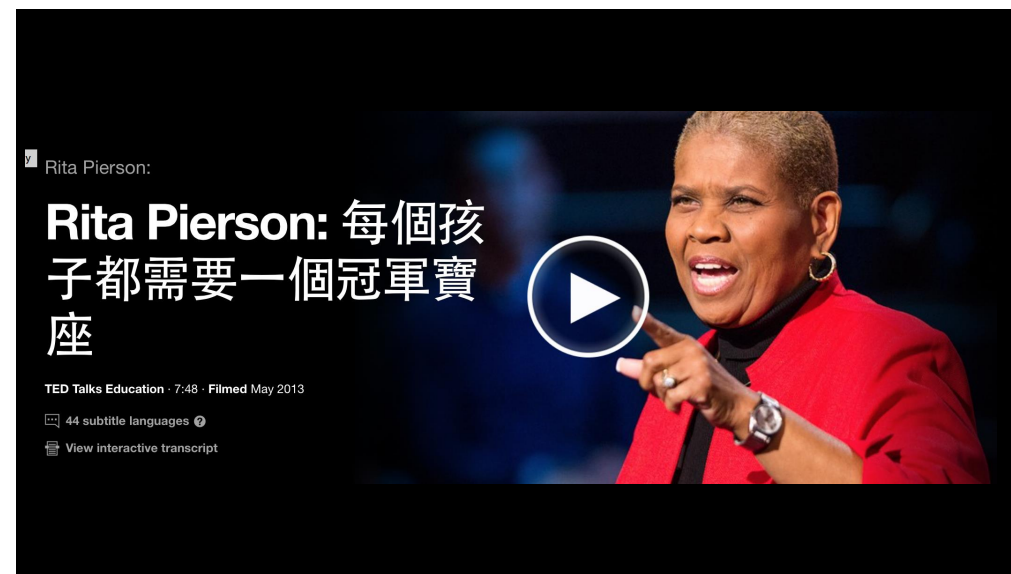 y
Rita Pierson:
Rita Pierson: 每個孩
子都需要一個冠軍寶
座
TED Talks Education · 7:48 · Filmed May 2013
44 subtitle languages ?
View interactive transcript